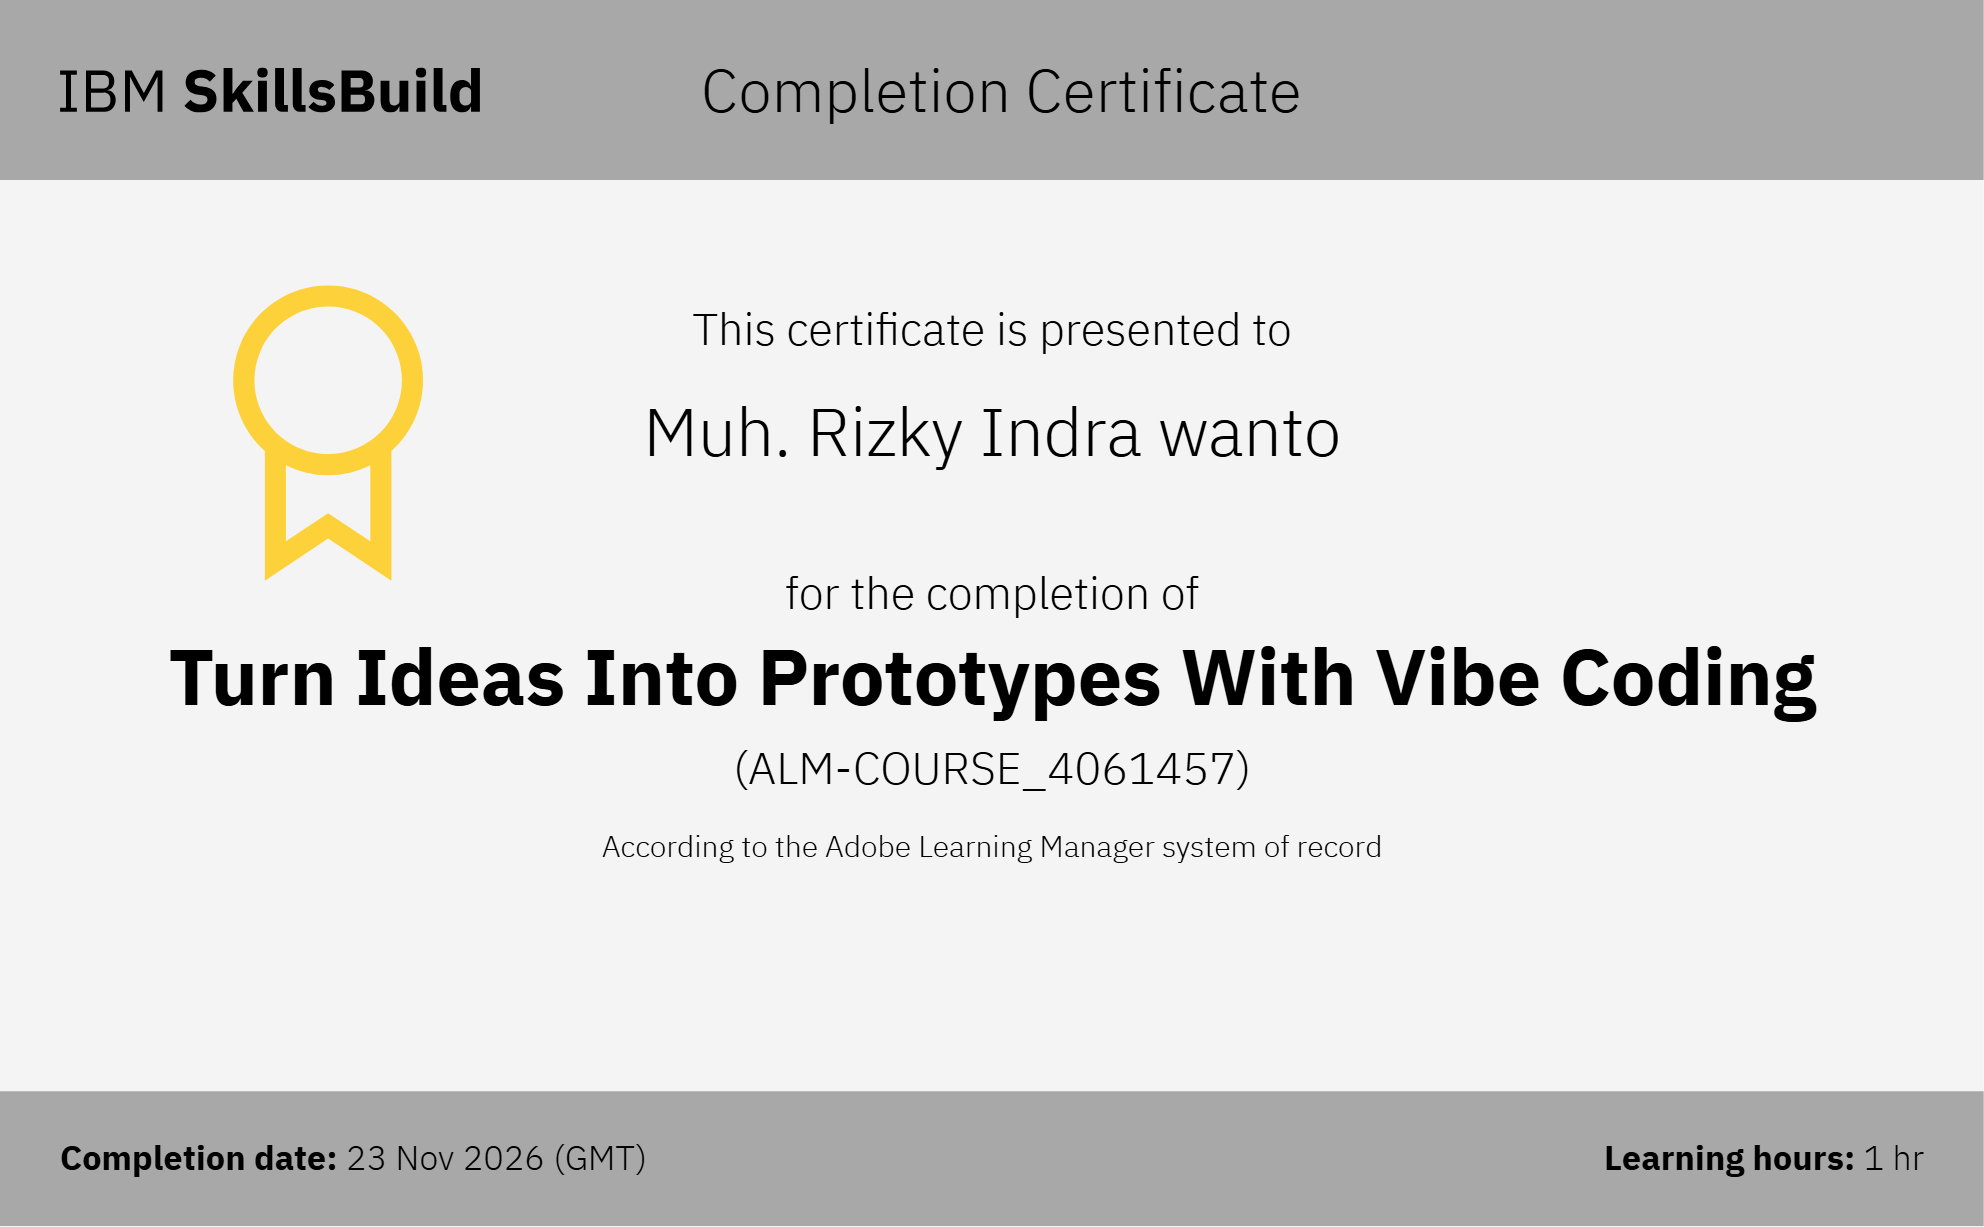 IBM SkillsBuild
Completion Certificate
This certificate is presented to
Muh. Rizky Indra wanto
for the completion of
Turn Ideas Into Prototypes With Vibe Coding
(ALM-COURSE_4061457)
According to the Adobe Learning Manager system of record
Completion date: 23 Nov 2026 (GMT)
Learning hours: 1 hr